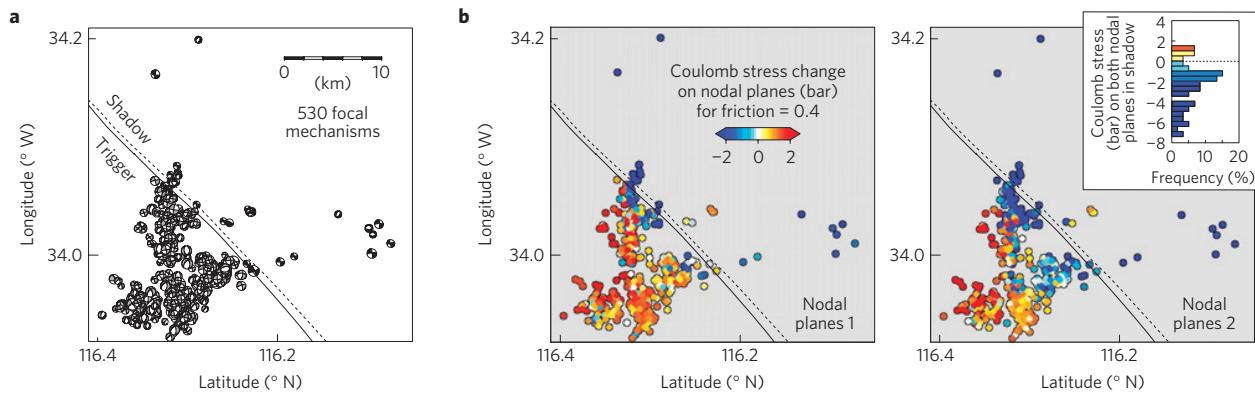 a
34.2
34.0
Longitude (° W)
0 10
(km)
530 focal
mechanisms
Shadow
Trigger
116.4 116.2
Latitude (° N)
b
34.2
34.0
Longitude (° W)
Coulomb stress change
on nodal planes (bar)
for friction = 0.4
−2 0 2
Nodal
planes 1
116.4 116.2
Latitude (° N)
34.2
34.0
Nodal
planes 2
116.4 116.2
Latitude (° N)
Coulomb stress
(bar) on both nodal
planes in shadow
4
2
0
−2
−4
−6
−8
0 10 20
Frequency (%)